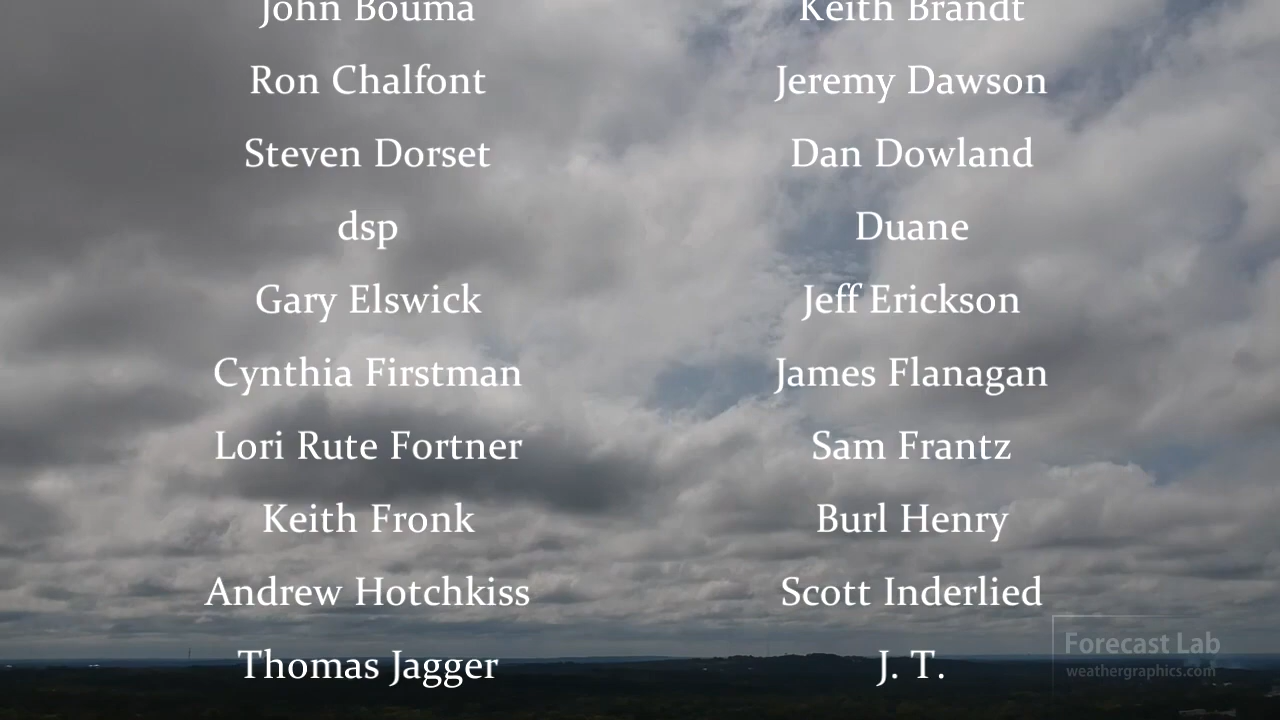 John Bouma
Keith Brandt
Ron Chalfont
Jeremy Dawson
Steven Dorset
Dan Dowland
dsp
Duane
Gary Elswick
Jeff Erickson
Cynthia Firstman
James Flanagan
Lori Rute Fortner
Sam Frantz
Keith Fronk
Burl Henry
Andrew Hotchkiss
Scott Inderlied
Thomas Jagger
J. T.
Forecast Lab
weathergraphics.com